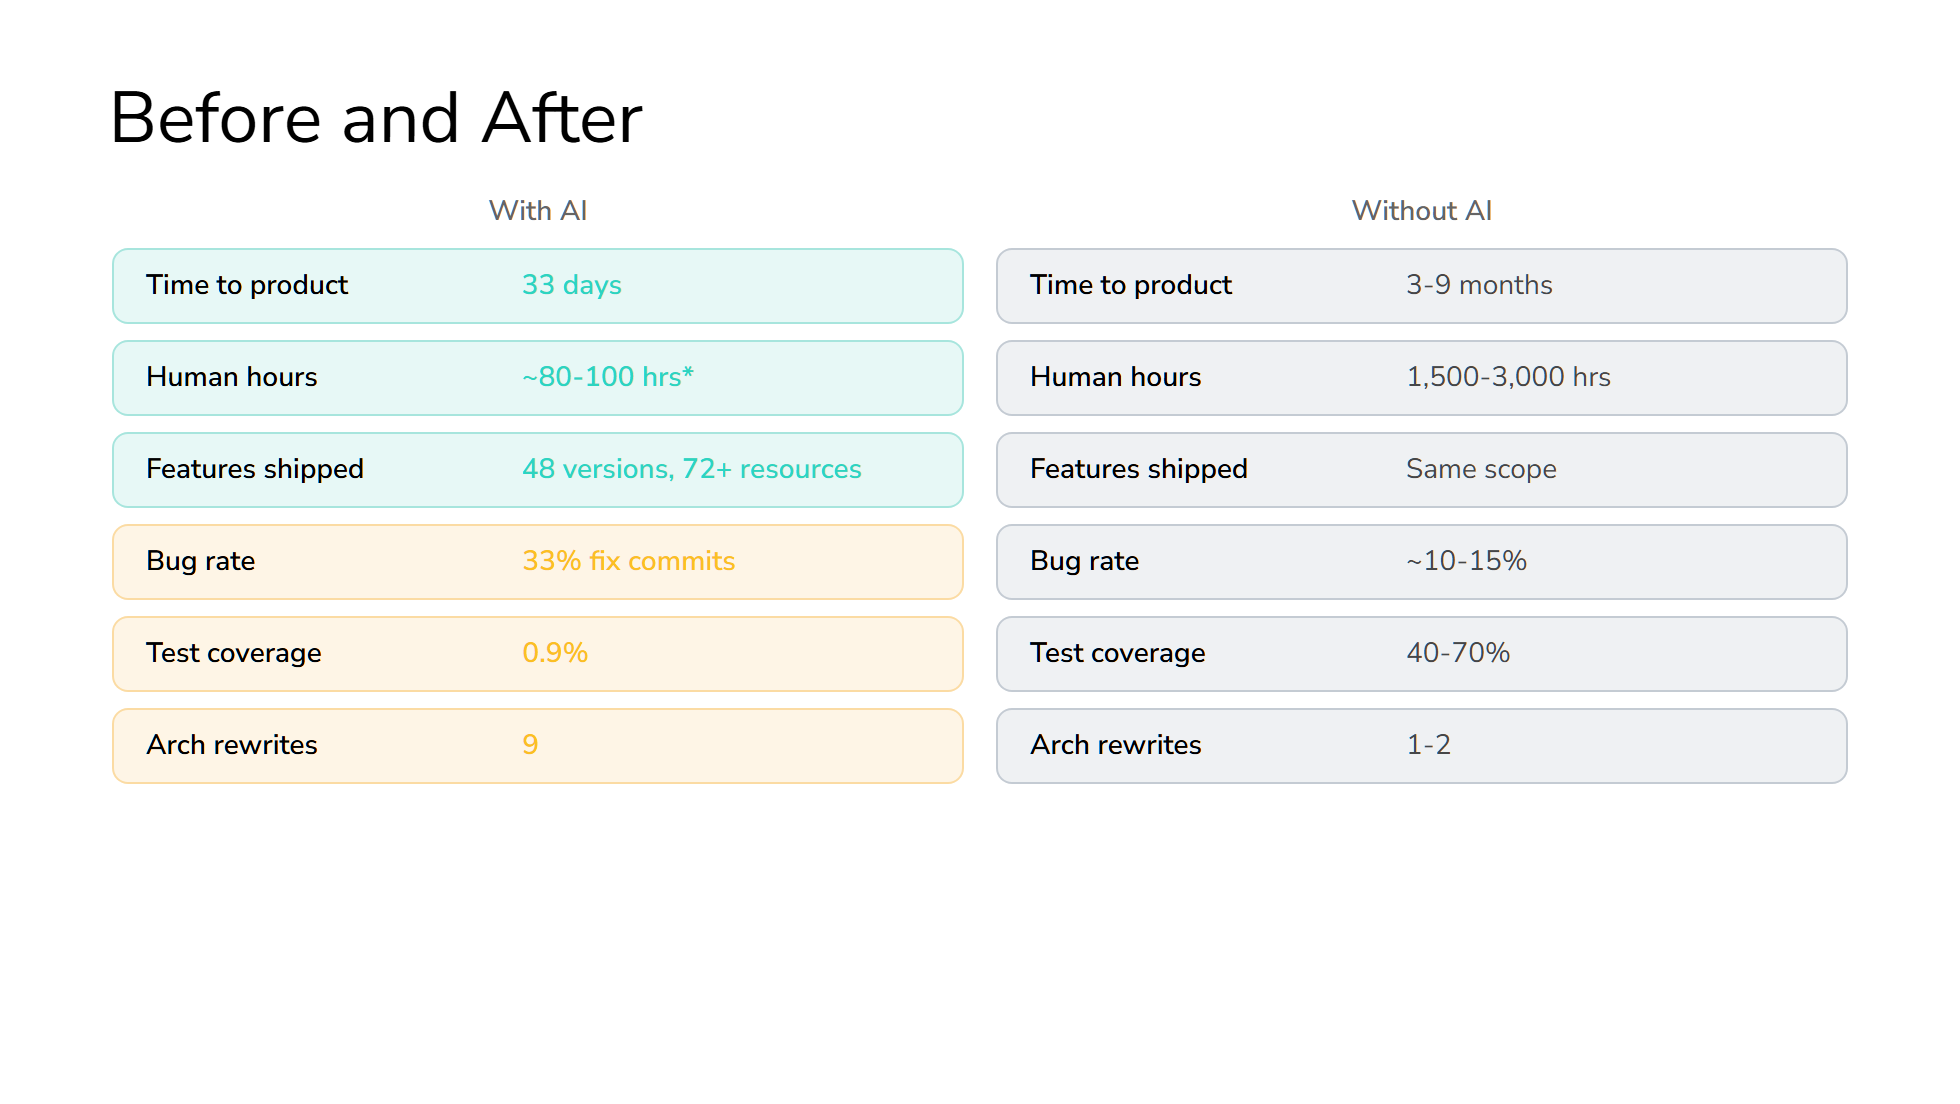 Before and After
With AI
Without AI
Time to product 33 days
Time to product 3-9 months
Human hours ~80-100 hrs*
Human hours 1,500-3,000 hrs
Features shipped 48 versions, 72+ resources
Features shipped Same scope
Bug rate 33% fix commits
Bug rate ~10-15%
Test coverage 0.9%
Test coverage 40-70%
Arch rewrites 9
Arch rewrites 1-2